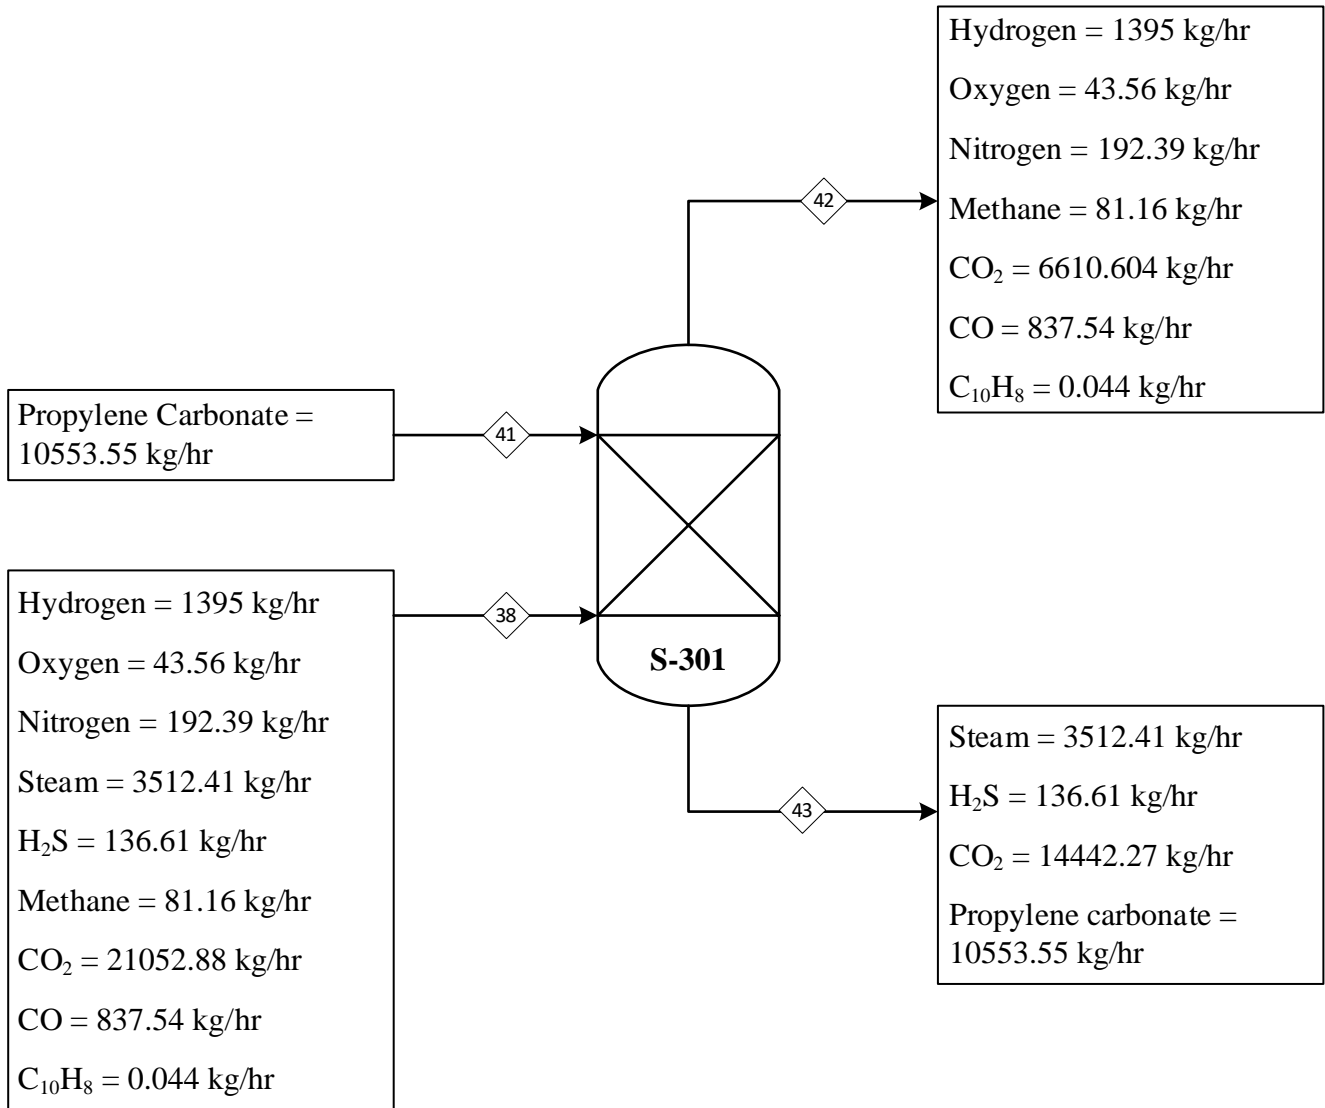 Hydrogen = 1395 kg/hr
Oxygen = 43.56 kg/hr
Nitrogen = 192.39 kg/hr
Methane = 81.16 kg/hr
CO₂ = 6610.604 kg/hr
CO = 837.54 kg/hr
C₁₀H₈ = 0.044 kg/hr
42
Propylene Carbonate =
10553.55 kg/hr
41
Hydrogen = 1395 kg/hr
Oxygen = 43.56 kg/hr
Nitrogen = 192.39 kg/hr
Steam = 3512.41 kg/hr
H₂S = 136.61 kg/hr
Methane = 81.16 kg/hr
CO₂ = 21052.88 kg/hr
CO = 837.54 kg/hr
C₁₀H₈ = 0.044 kg/hr
38
S-301
43
Steam = 3512.41 kg/hr
H₂S = 136.61 kg/hr
CO₂ = 14442.27 kg/hr
Propylene carbonate =
10553.55 kg/hr